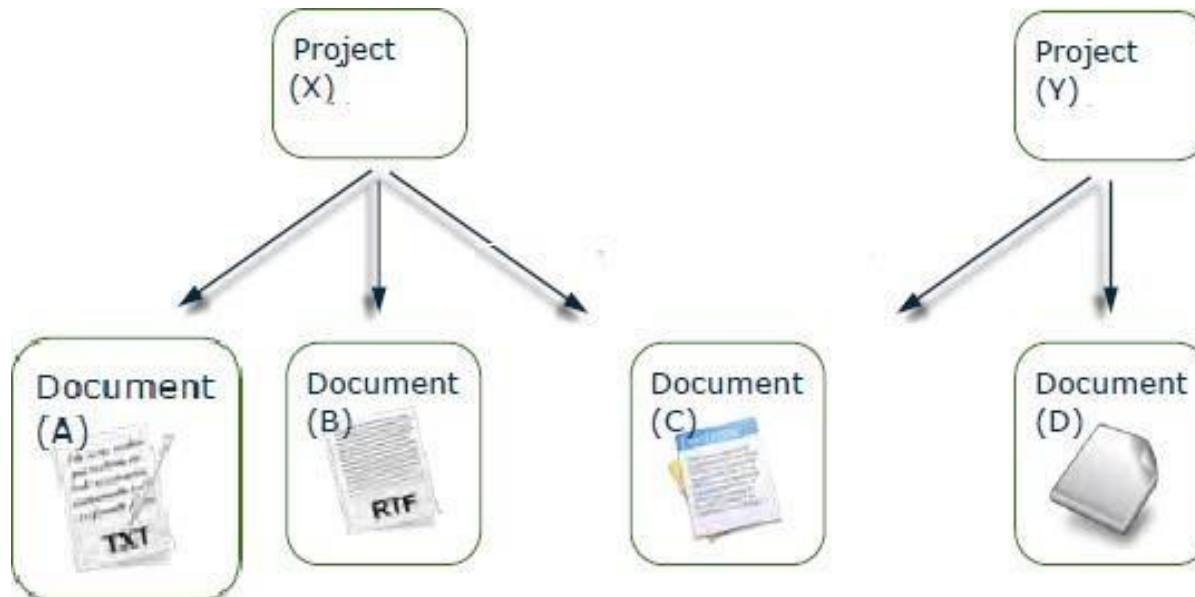 Project
(X)
Project
(Y)
Document
(A)
TXT
Document
(B)
RTF
Document
(C)
Document
(D)